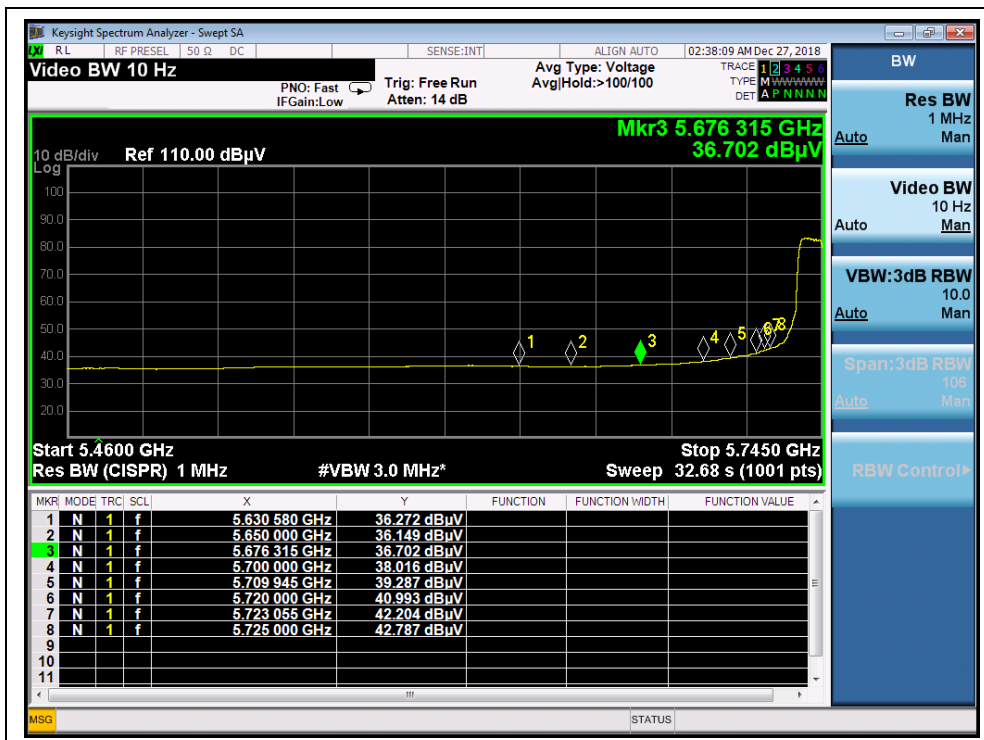 Keysight Spectrum Analyzer - Swept SA
LXI RL RF PRESEL 50 Ω DC SENSE:INT ALIGN AUTO 02:38:09 AM Dec 27, 2018
Video BW 10 Hz
PNO: Fast
IFGain:Low
Trig: Free Run
Atten: 14 dB
Avg Type: Voltage
Avg|Hold:>100/100
TRACE 1 2 3 4 5 6
TYPE M W W W W W
DET A P N N N N
Mkr3 5.676 315 GHz
36.702 dBµV
10 dB/div Ref 110.00 dBµV
Log
100
90.0
80.0
70.0
60.0
50.0
40.0
30.0
20.0
1 2 3 4 5 6 7 8
Start 5.4600 GHz Stop 5.7450 GHz
Res BW (CISPR) 1 MHz #VBW 3.0 MHz* Sweep 32.68 s (1001 pts)
MKR MODE TRC SCL X Y FUNCTION FUNCTION WIDTH FUNCTION VALUE
1 N 1 f 5.630 580 GHz 36.272 dBµV
2 N 1 f 5.650 000 GHz 36.149 dBµV
3 N 1 f 5.676 315 GHz 36.702 dBµV
4 N 1 f 5.700 000 GHz 38.016 dBµV
5 N 1 f 5.709 945 GHz 39.287 dBµV
6 N 1 f 5.720 000 GHz 40.993 dBµV
7 N 1 f 5.723 055 GHz 42.204 dBµV
8 N 1 f 5.725 000 GHz 42.787 dBµV
9
10
11
MSG STATUS
BW
Res BW
1 MHz
Auto Man
Video BW
10 Hz
Auto Man
VBW:3dB RBW
10.0
Auto Man
Span:3dB RBW
106
Auto Man
RBW Control